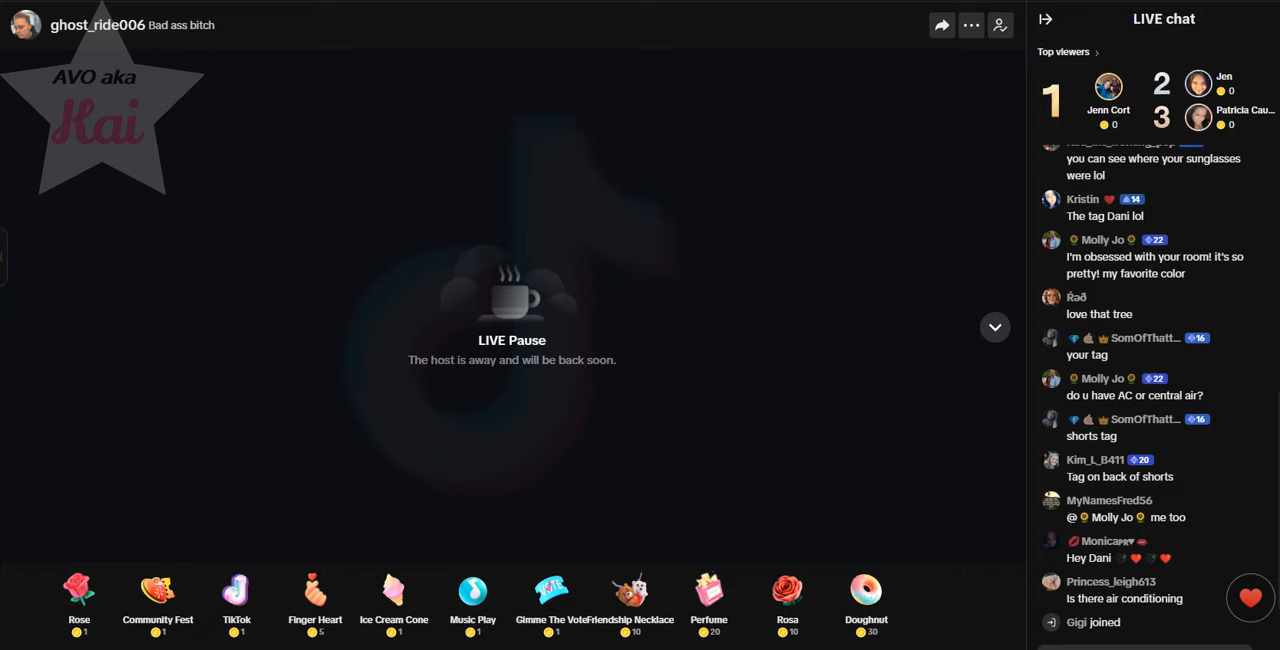 ghost_ride006 Bad ass bitch
AVO aka
Kai
LIVE Pause
The host is away and will be back soon.
Rose
1
Community Fest
1
TikTok
1
Finger Heart
5
Ice Cream Cone
1
Music Play
1
Gimme The Vote
1
Friendship Necklace
10
Perfume
20
Rosa
10
Doughnut
30
LIVE chat
Top viewers
1
Jenn Cort
0
2
Jen
0
3
Patricia Cau...
0
you can see where your sunglasses
were lol
Kristin ❤️ 14
The tag Dani lol
🌻 Molly Jo 🌻 22
I'm obsessed with your room! it's so
pretty! my favorite color
Ŕəð
love that tree
SomOfThatt... 16
your tag
🌻 Molly Jo 🌻 22
do u have AC or central air?
SomOfThatt... 16
shorts tag
Kim_L_B411 20
Tag on back of shorts
MyNamesFred56
@🌻 Molly Jo 🌻 me too
💋 Monicaᴘʀ♥ 👄
Hey Dani 🖤❤️🖤❤️
Princess_leigh613
Is there air conditioning
Gigi joined